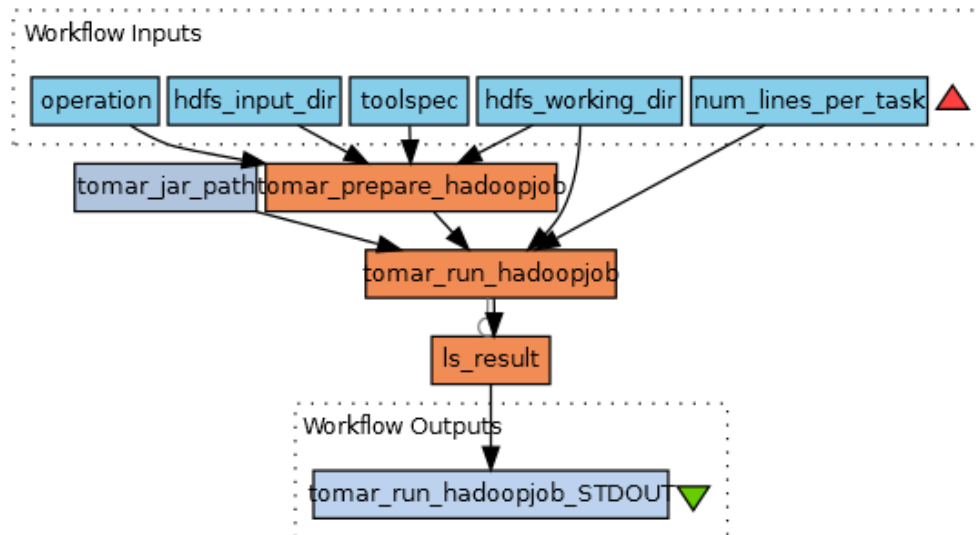 Workflow Inputs
operation
hdfs_input_dir
toolspec
hdfs_working_dir
num_lines_per_task
tomar_jar_path
tomar_prepare_hadoopjob
tomar_run_hadoopjob
ls_result
Workflow Outputs
tomar_run_hadoopjob_STDOUT